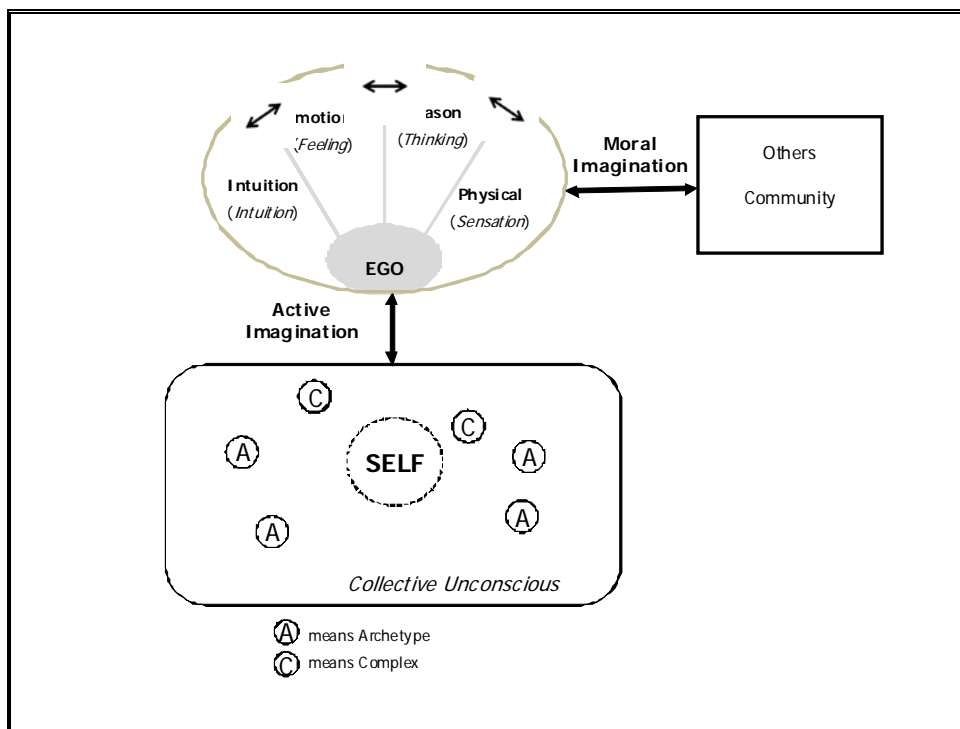 motion
(Feeling)
ason
(Thinking)
Intuition
(Intuition)
Physical
(Sensation)
EGO
Moral
Imagination
Others
Community
Active
Imagination
C
C
A
A
A
A
SELF
Collective Unconscious
A means Archetype
C means Complex